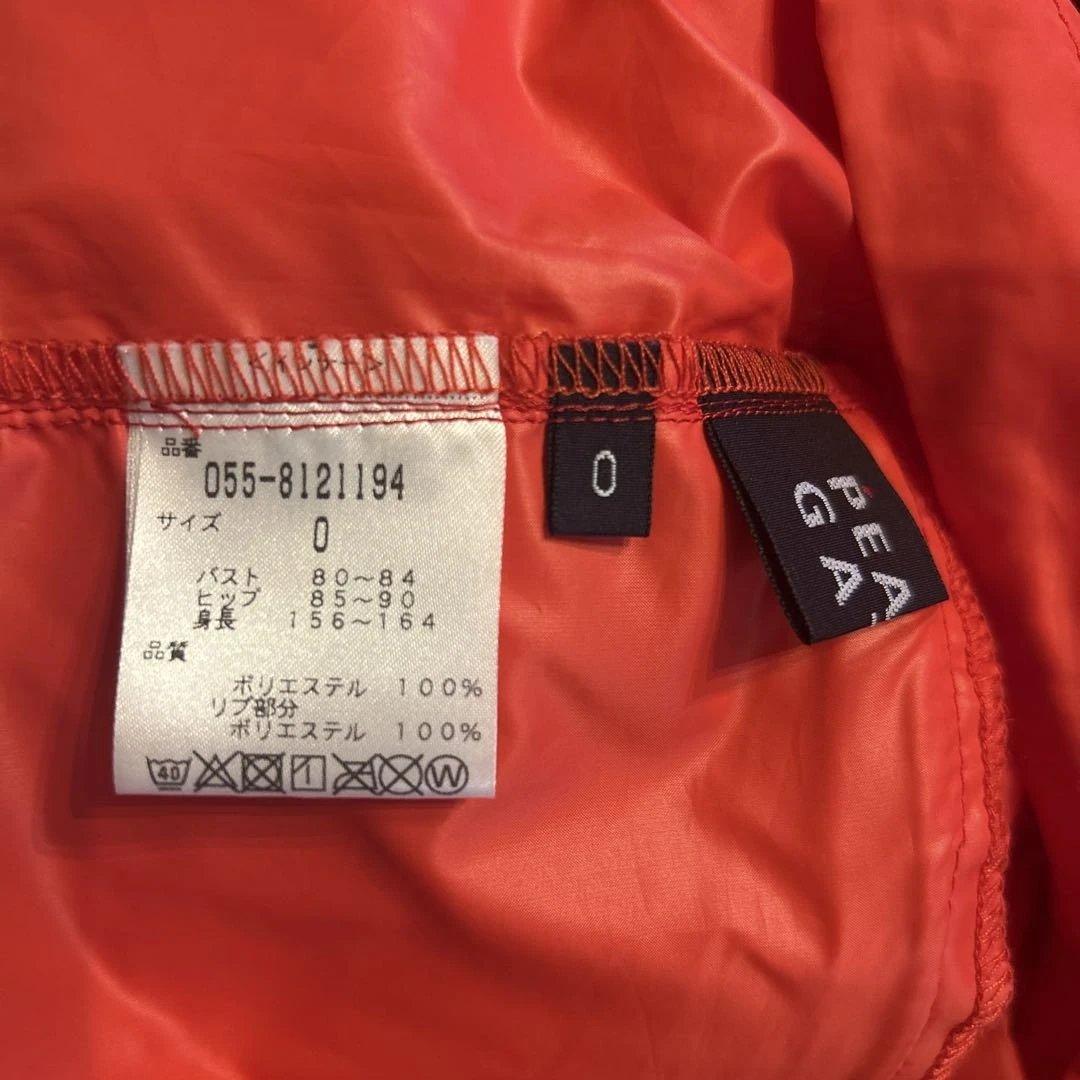 品番
055-8121194
サイズ
0
バスト 80～84
ヒップ 85～90
身長 156～164
品質
ポリエステル 100%
リブ部分
ポリエステル 100%
40
W
0
PEA
GA